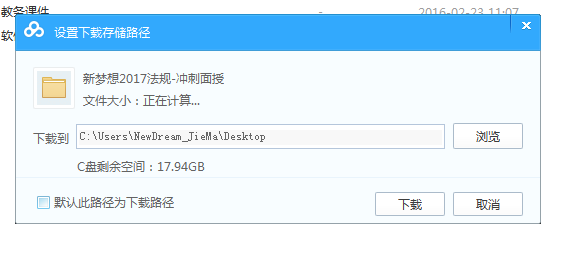 教务课件 - 2016-02-23 11:07
设置下载存储路径
新梦想2017法规-冲刺面授
文件大小：正在计算...
下载到 C:\Users\NewDream_JieMa\Desktop 浏览
C盘剩余空间：17.94GB
默认此路径为下载路径 下载 取消